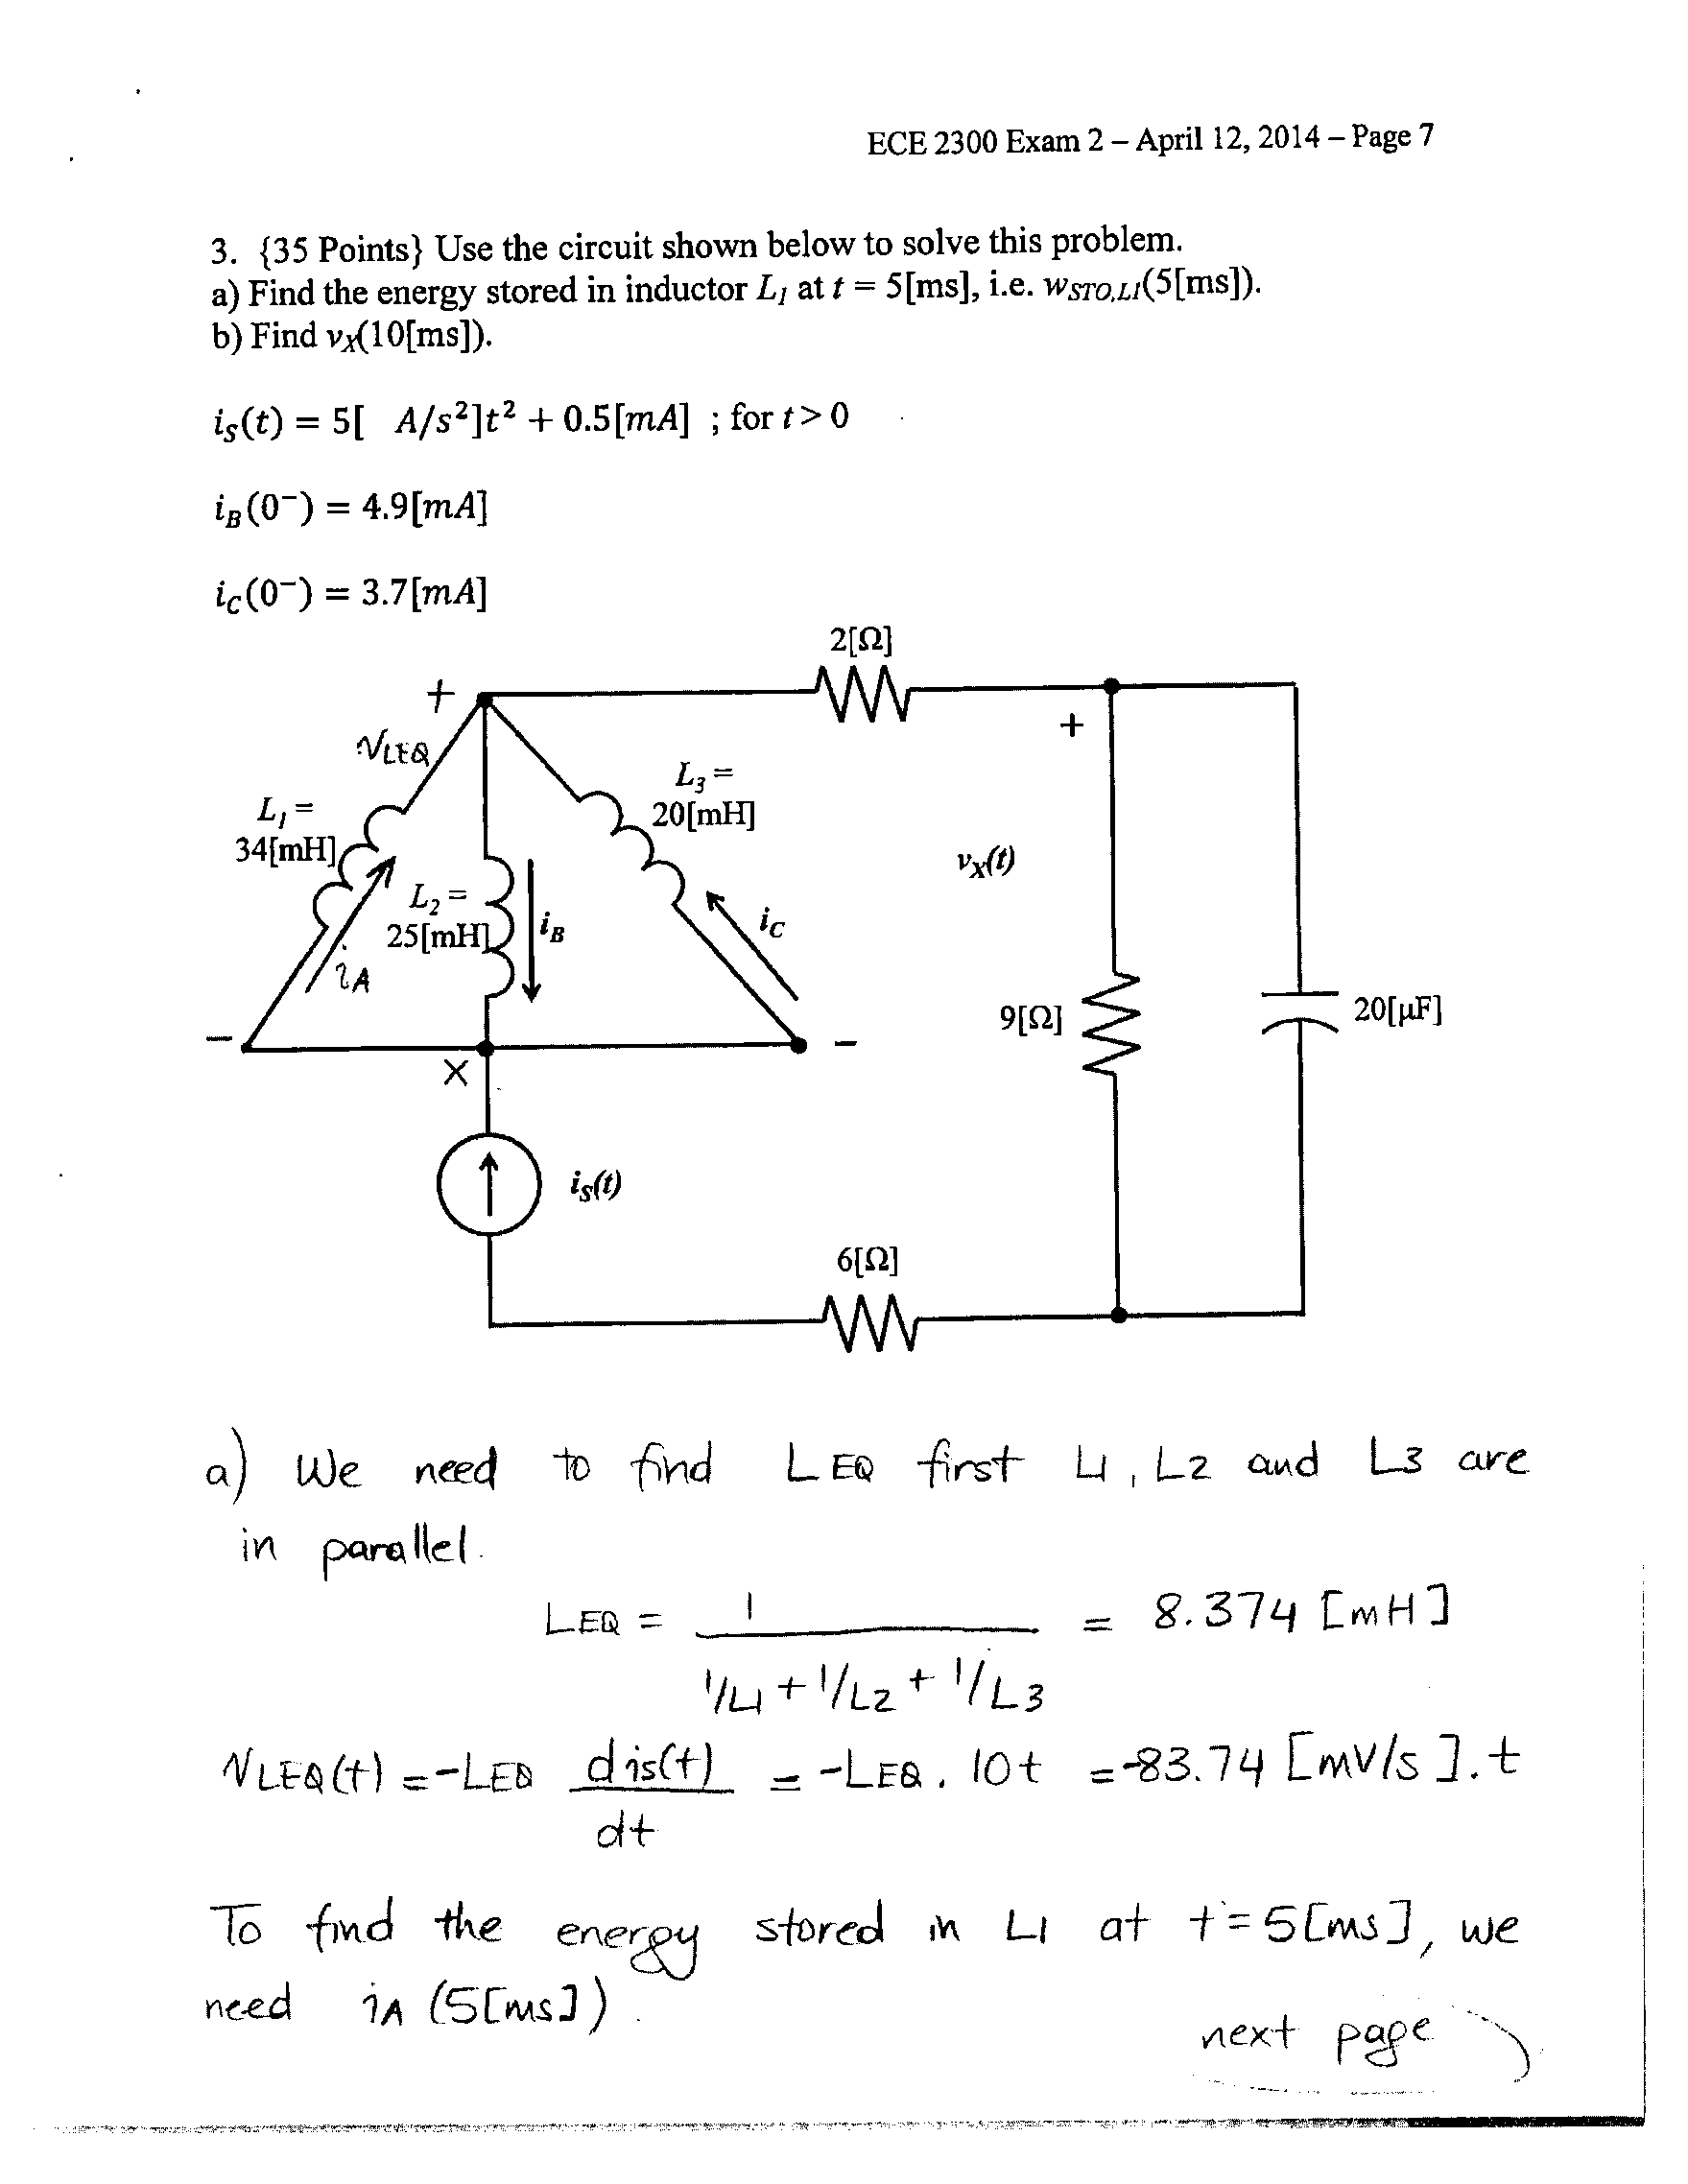 ECE 2300 Exam 2 – April 12, 2014 – Page 7
3. {35 Points} Use the circuit shown below to solve this problem.
a) Find the energy stored in inductor L1 at t = 5[ms], i.e. wSTO,L1(5[ms]).
b) Find vX(10[ms]).
iS(t) = 5[ A/s²]t² + 0.5[mA] ; for t > 0
iB(0⁻) = 4.9[mA]
iC(0⁻) = 3.7[mA]
2[Ω]
+
+
vLEQ
L3 =
20[mH]
L1 =
34[mH]
vX(t)
L2 =
25[mH]
iB
iC
iA
9[Ω]
20[µF]
–
–
X
iS(t)
6[Ω]
a) We need to find LEQ first L1, L2 and L3 are
in parallel.
LEQ = 1 / (1/L1 + 1/L2 + 1/L3) = 8.374 [mH]
vLEQ(t) = -LEQ d is(t)/dt = -LEQ . 10t = -83.74 [mV/s].t
To find the energy stored in L1 at t = 5[ms], we
need iA (5[ms]).
next page